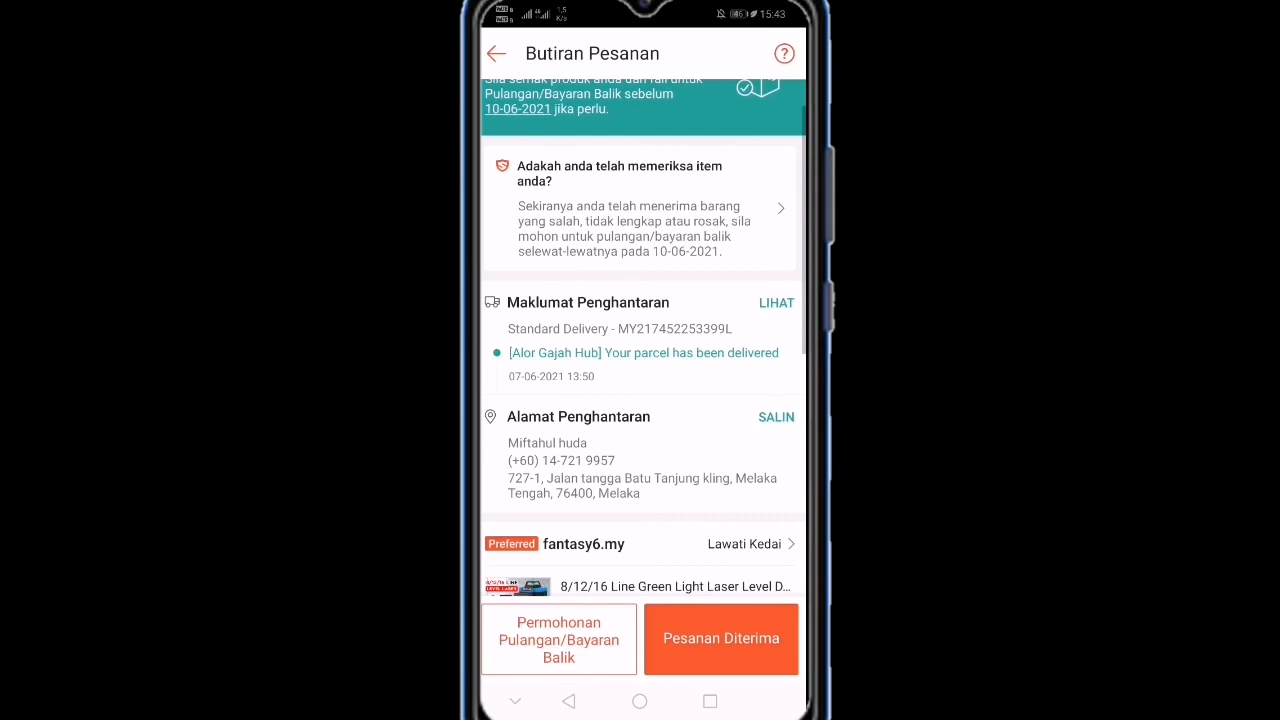 1,5
K/s
15:43
Butiran Pesanan
?
Sila semak produk anda dan fail untuk
Pulangan/Bayaran Balik sebelum
10-06-2021 jika perlu.
Adakah anda telah memeriksa item
anda?
Sekiranya anda telah menerima barang
yang salah, tidak lengkap atau rosak, sila
mohon untuk pulangan/bayaran balik
selewat-lewatnya pada 10-06-2021.
Maklumat Penghantaran LIHAT
Standard Delivery - MY217452253399L
[Alor Gajah Hub] Your parcel has been delivered
07-06-2021 13:50
Alamat Penghantaran SALIN
Miftahul huda
(+60) 14-721 9957
727-1, Jalan tangga Batu Tanjung kling, Melaka
Tengah, 76400, Melaka
Preferred fantasy6.my Lawati Kedai
8/12/16 Line Green Light Laser Level D...
Permohonan
Pulangan/Bayaran
Balik
Pesanan Diterima